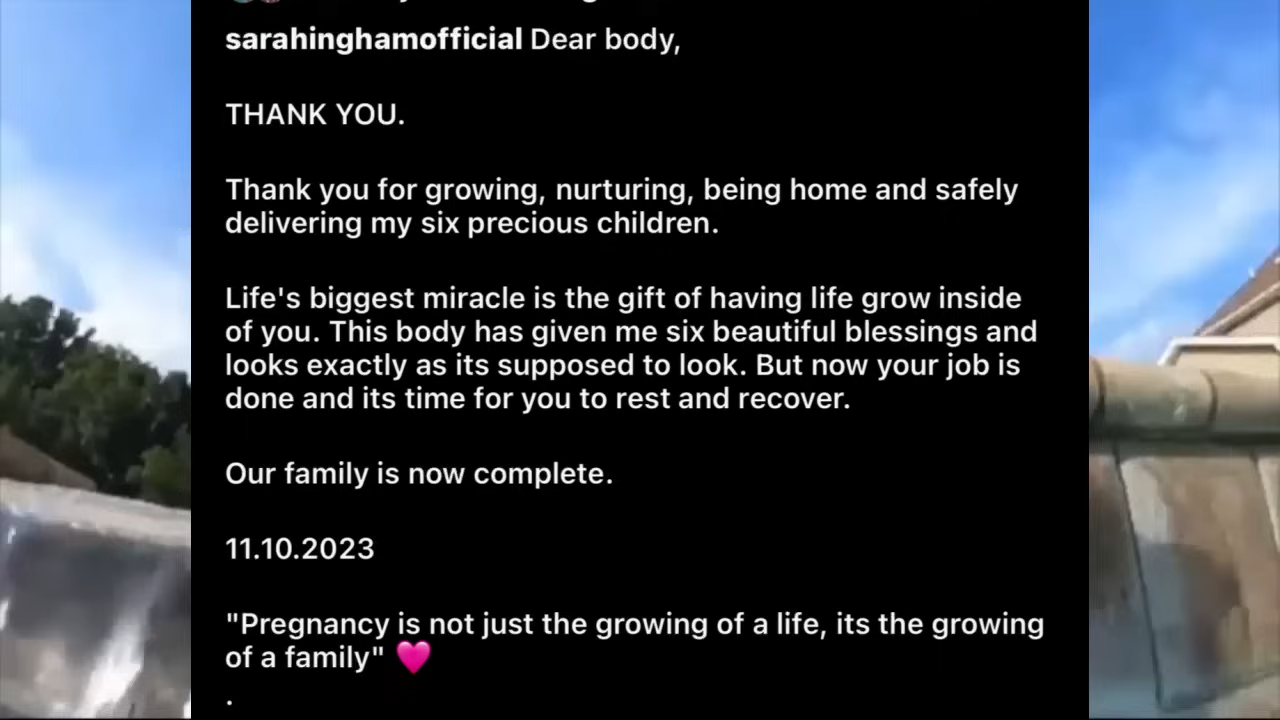 sarahinghamofficial Dear body,
THANK YOU.
Thank you for growing, nurturing, being home and safely
delivering my six precious children.
Life's biggest miracle is the gift of having life grow inside
of you. This body has given me six beautiful blessings and
looks exactly as its supposed to look. But now your job is
done and its time for you to rest and recover.
Our family is now complete.
11.10.2023
"Pregnancy is not just the growing of a life, its the growing
of a family" 🩷
.